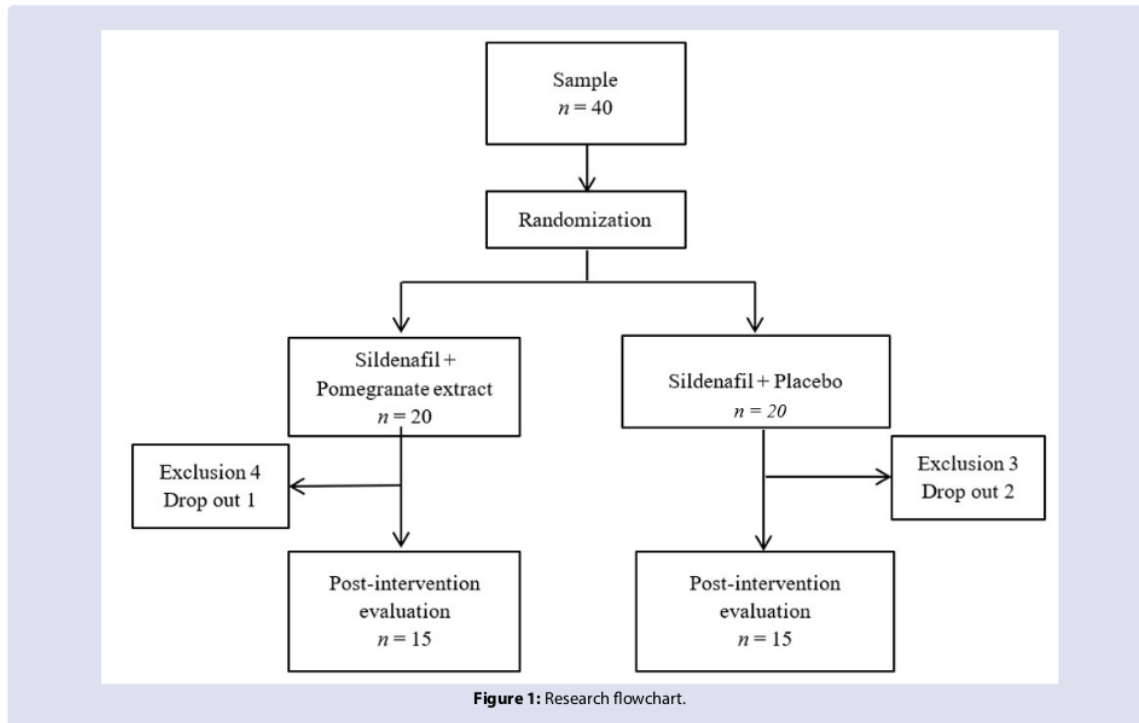 Sample
n = 40
Randomization
Sildenafil +
Pomegranate extract
n = 20
Sildenafil + Placebo
n = 20
Exclusion 4
Drop out 1
Exclusion 3
Drop out 2
Post-intervention
evaluation
n = 15
Post-intervention
evaluation
n = 15
Figure 1: Research flowchart.